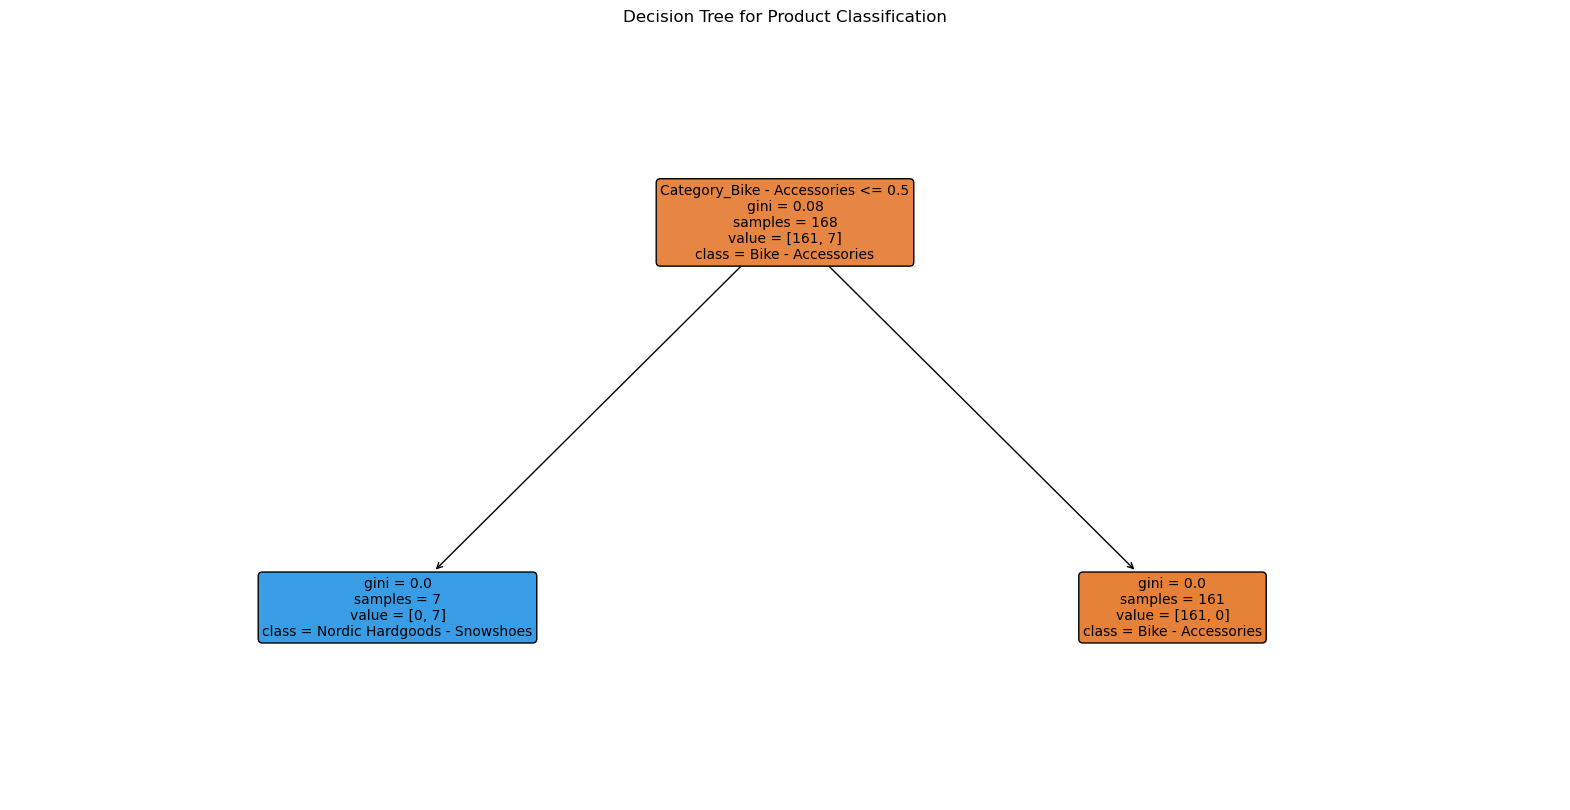 Decision Tree for Product Classification
Category_Bike - Accessories <= 0.5
gini = 0.08
samples = 168
value = [161, 7]
class = Bike - Accessories
gini = 0.0
samples = 7
value = [0, 7]
class = Nordic Hardgoods - Snowshoes
gini = 0.0
samples = 161
value = [161, 0]
class = Bike - Accessories